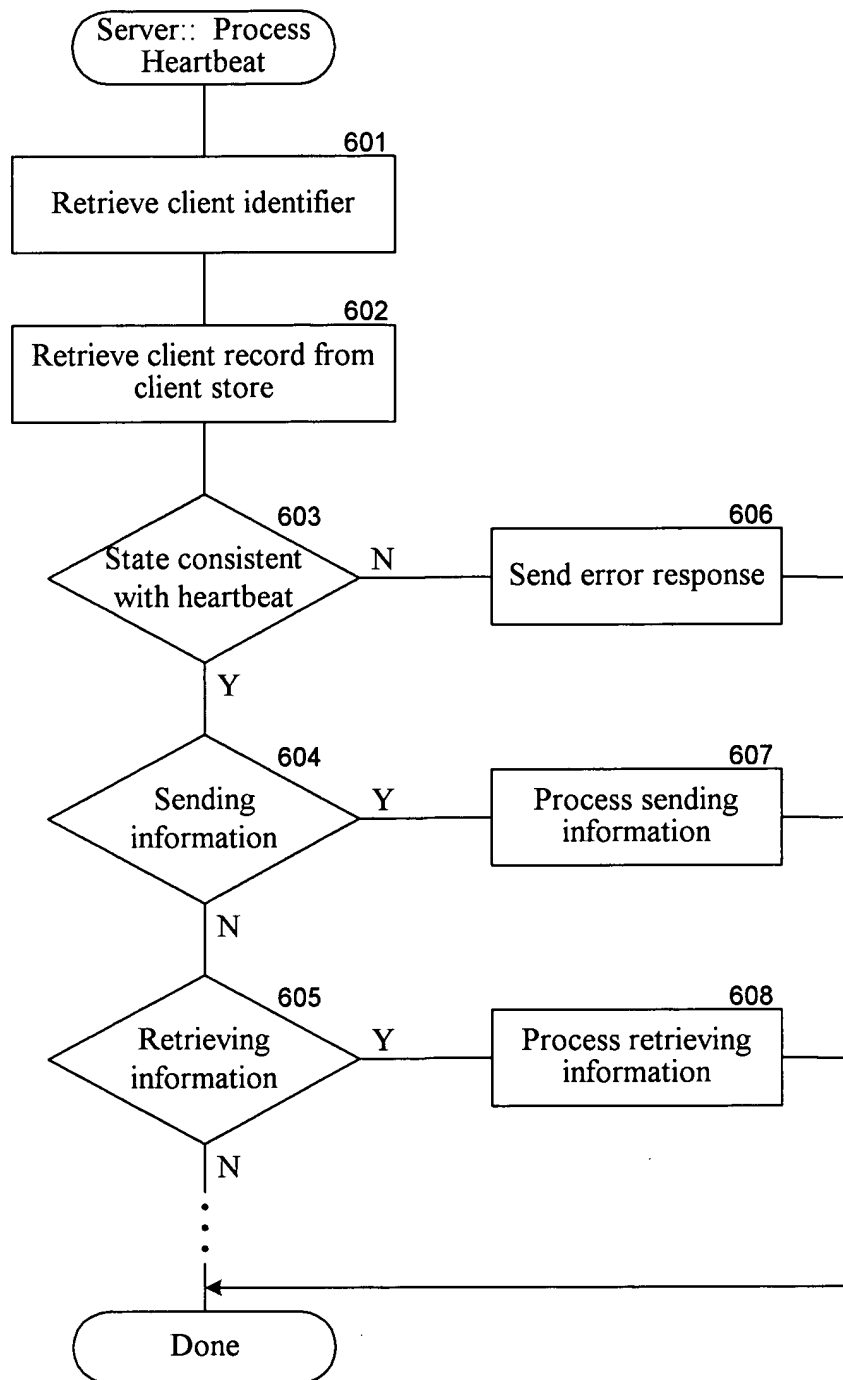 Server:: Process
Heartbeat
601
Retrieve client identifier
602
Retrieve client record from
client store
603
State consistent
with heartbeat
N
606
Send error response
Y
604
Sending
information
Y
607
Process sending
information
N
605
Retrieving
information
Y
608
Process retrieving
information
N
Done